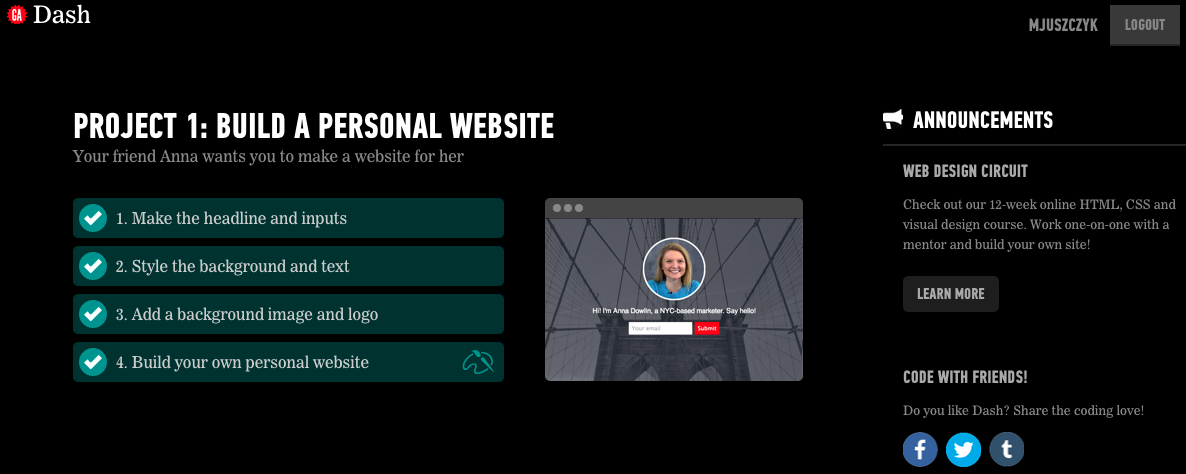 GA Dash
MJUSZCZYK
LOGOUT
PROJECT 1: BUILD A PERSONAL WEBSITE
Your friend Anna wants you to make a website for her
1. Make the headline and inputs
2. Style the background and text
3. Add a background image and logo
4. Build your own personal website
Hi! I'm Anna Dowlin, a NYC-based marketer. Say hello!
Your email
Submit
ANNOUNCEMENTS
WEB DESIGN CIRCUIT
Check out our 12-week online HTML, CSS and
visual design course. Work one-on-one with a
mentor and build your own site!
LEARN MORE
CODE WITH FRIENDS!
Do you like Dash? Share the coding love!
f
t